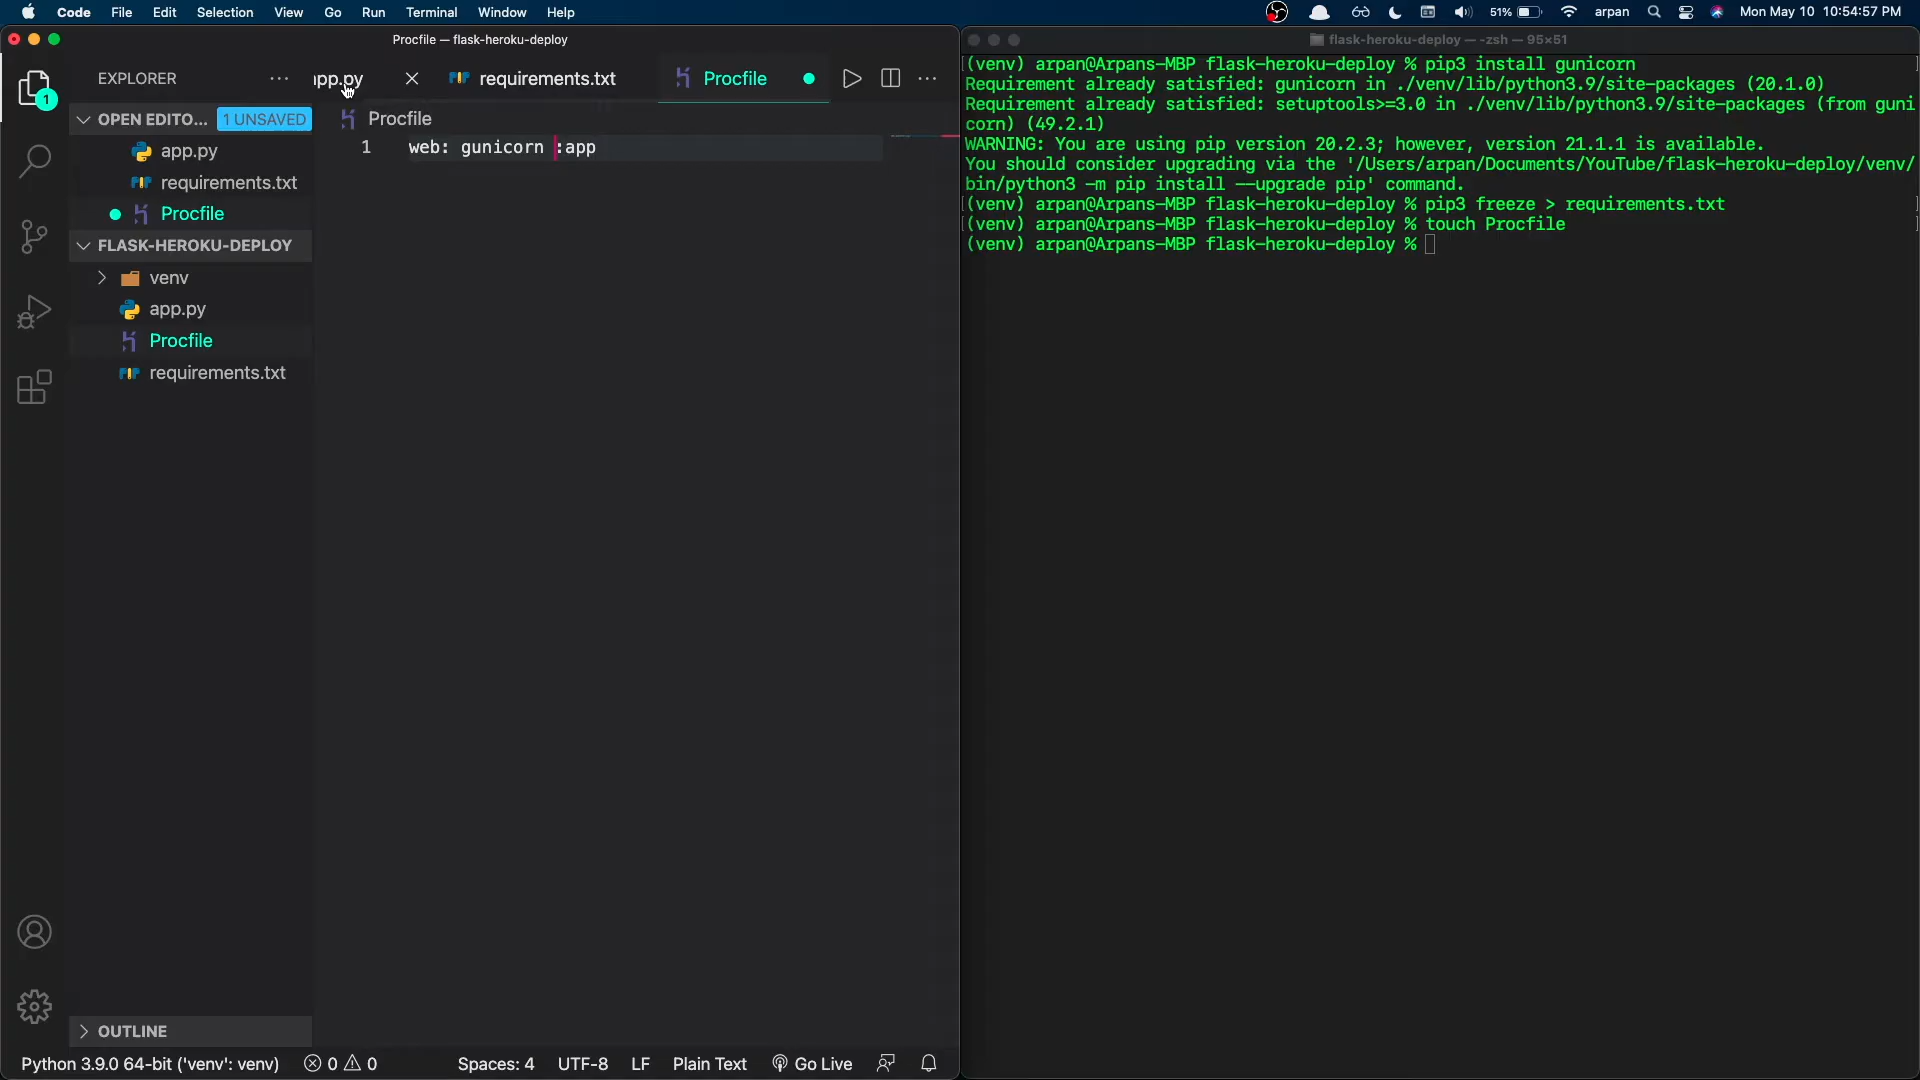 Code File Edit Selection View Go Run Terminal Window Help
51% arpan Mon May 10 10:54:57 PM
Procfile — flask-heroku-deploy
EXPLORER
app.py
requirements.txt
Procfile
OPEN EDITO... 1 UNSAVED
app.py
requirements.txt
Procfile
FLASK-HEROKU-DEPLOY
venv
app.py
Procfile
requirements.txt
OUTLINE
1
Procfile
1 web: gunicorn :app
Python 3.9.0 64-bit ('venv': venv) 0 0 Spaces: 4 UTF-8 LF Plain Text Go Live
flask-heroku-deploy — -zsh — 95×51
(venv) arpan@Arpans-MBP flask-heroku-deploy % pip3 install gunicorn
Requirement already satisfied: gunicorn in ./venv/lib/python3.9/site-packages (20.1.0)
Requirement already satisfied: setuptools>=3.0 in ./venv/lib/python3.9/site-packages (from guni
corn) (49.2.1)
WARNING: You are using pip version 20.2.3; however, version 21.1.1 is available.
You should consider upgrading via the '/Users/arpan/Documents/YouTube/flask-heroku-deploy/venv/
bin/python3 -m pip install --upgrade pip' command.
(venv) arpan@Arpans-MBP flask-heroku-deploy % pip3 freeze > requirements.txt
(venv) arpan@Arpans-MBP flask-heroku-deploy % touch Procfile
(venv) arpan@Arpans-MBP flask-heroku-deploy %